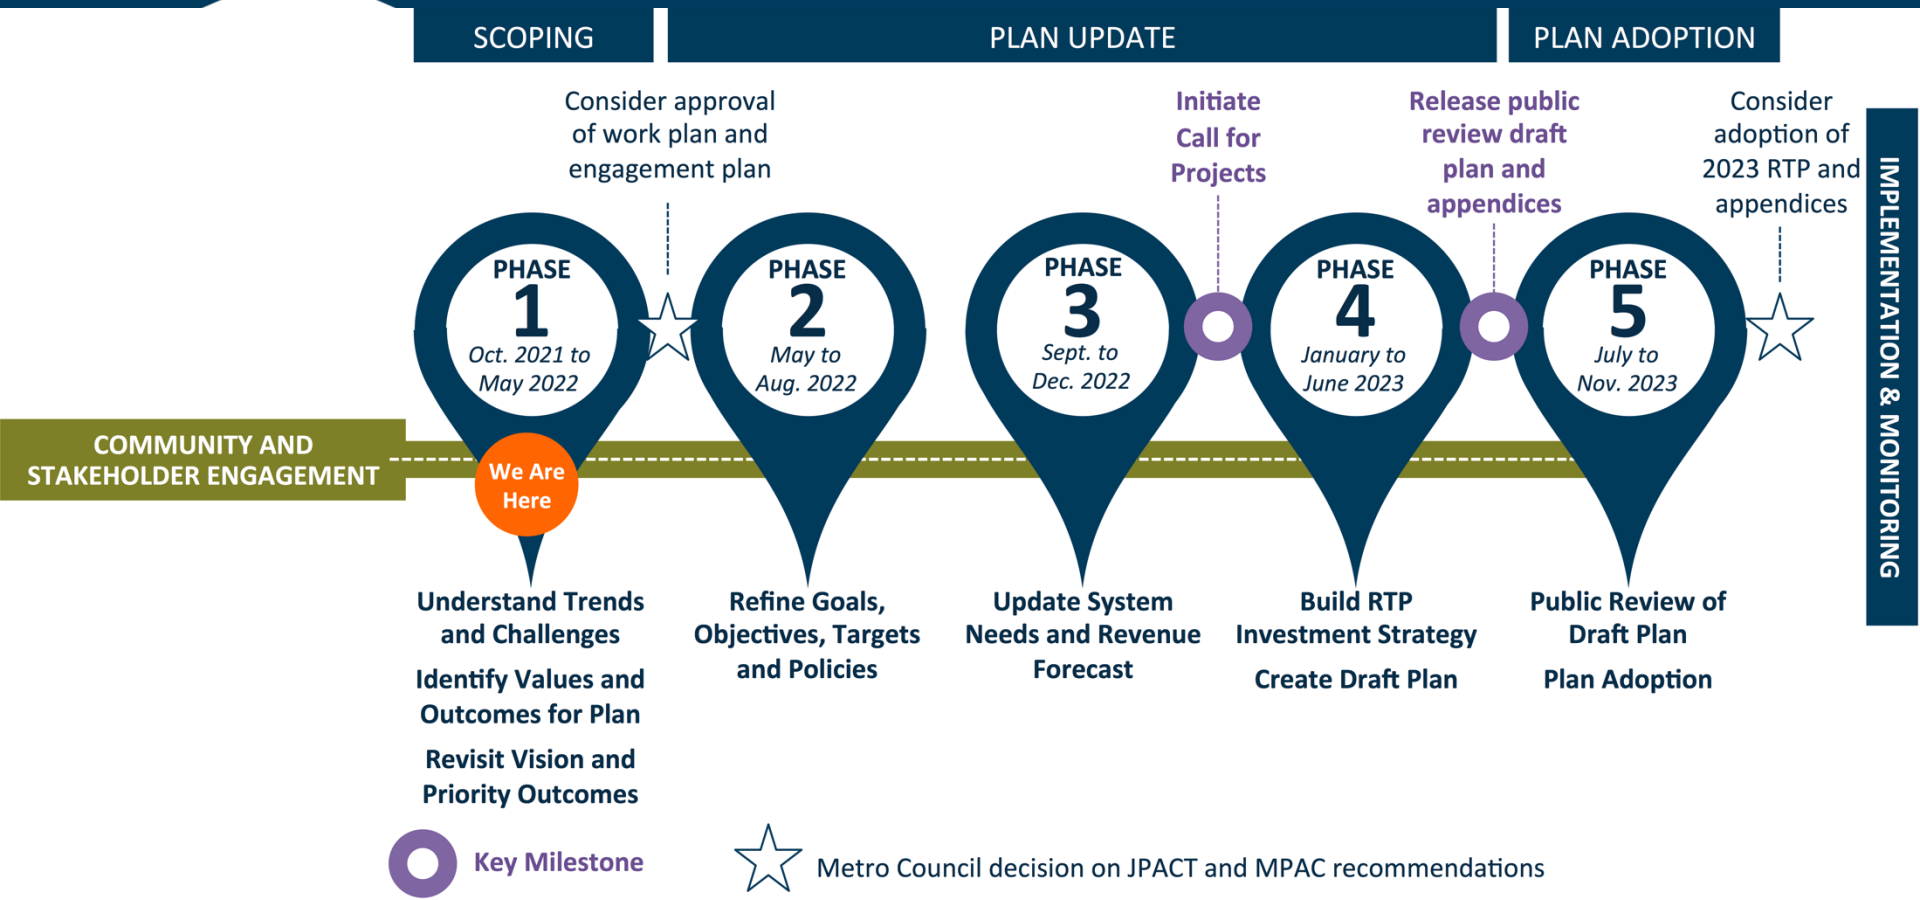 SCOPING
PLAN UPDATE
PLAN ADOPTION
Consider approval
of work plan and
engagement plan
Initiate
Call for
Projects
Release public
review draft
plan and
appendices
Consider
adoption of
2023 RTP and
appendices
PHASE
1
Oct. 2021 to
May 2022
PHASE
2
May to
Aug. 2022
PHASE
3
Sept. to
Dec. 2022
PHASE
4
January to
June 2023
PHASE
5
July to
Nov. 2023
IMPLEMENTATION & MONITORING
COMMUNITY AND
STAKEHOLDER ENGAGEMENT
We Are
Here
Understand Trends
and Challenges
Identify Values and
Outcomes for Plan
Revisit Vision and
Priority Outcomes
Refine Goals,
Objectives, Targets
and Policies
Update System
Needs and Revenue
Forecast
Build RTP
Investment Strategy
Create Draft Plan
Public Review of
Draft Plan
Plan Adoption
Key Milestone
Metro Council decision on JPACT and MPAC recommendations